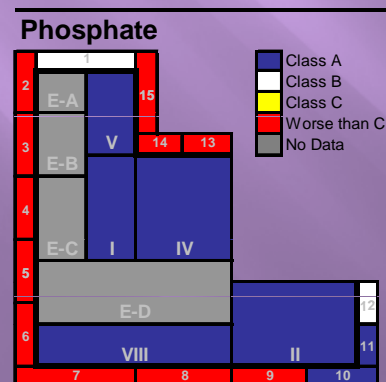 Phosphate
1
Class A
Class B
Class C
Worse than C
No Data
2
E-A
15
V
14
13
3
E-B
4
E-C
I
IV
5
E-D
12
6
VIII
II
11
7
8
9
10